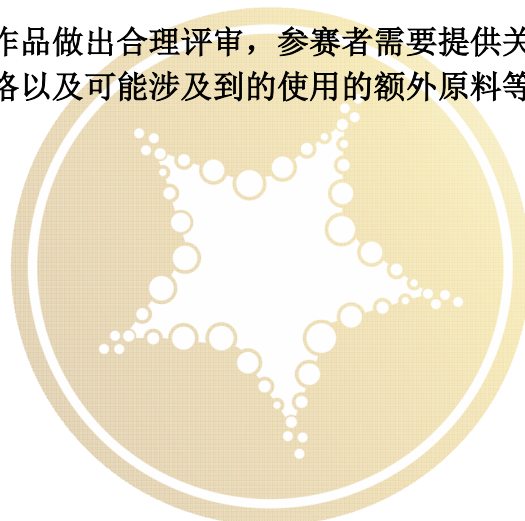 作品做出合理评审，参赛者需要提供关
格以及可能涉及到的使用的额外原料等